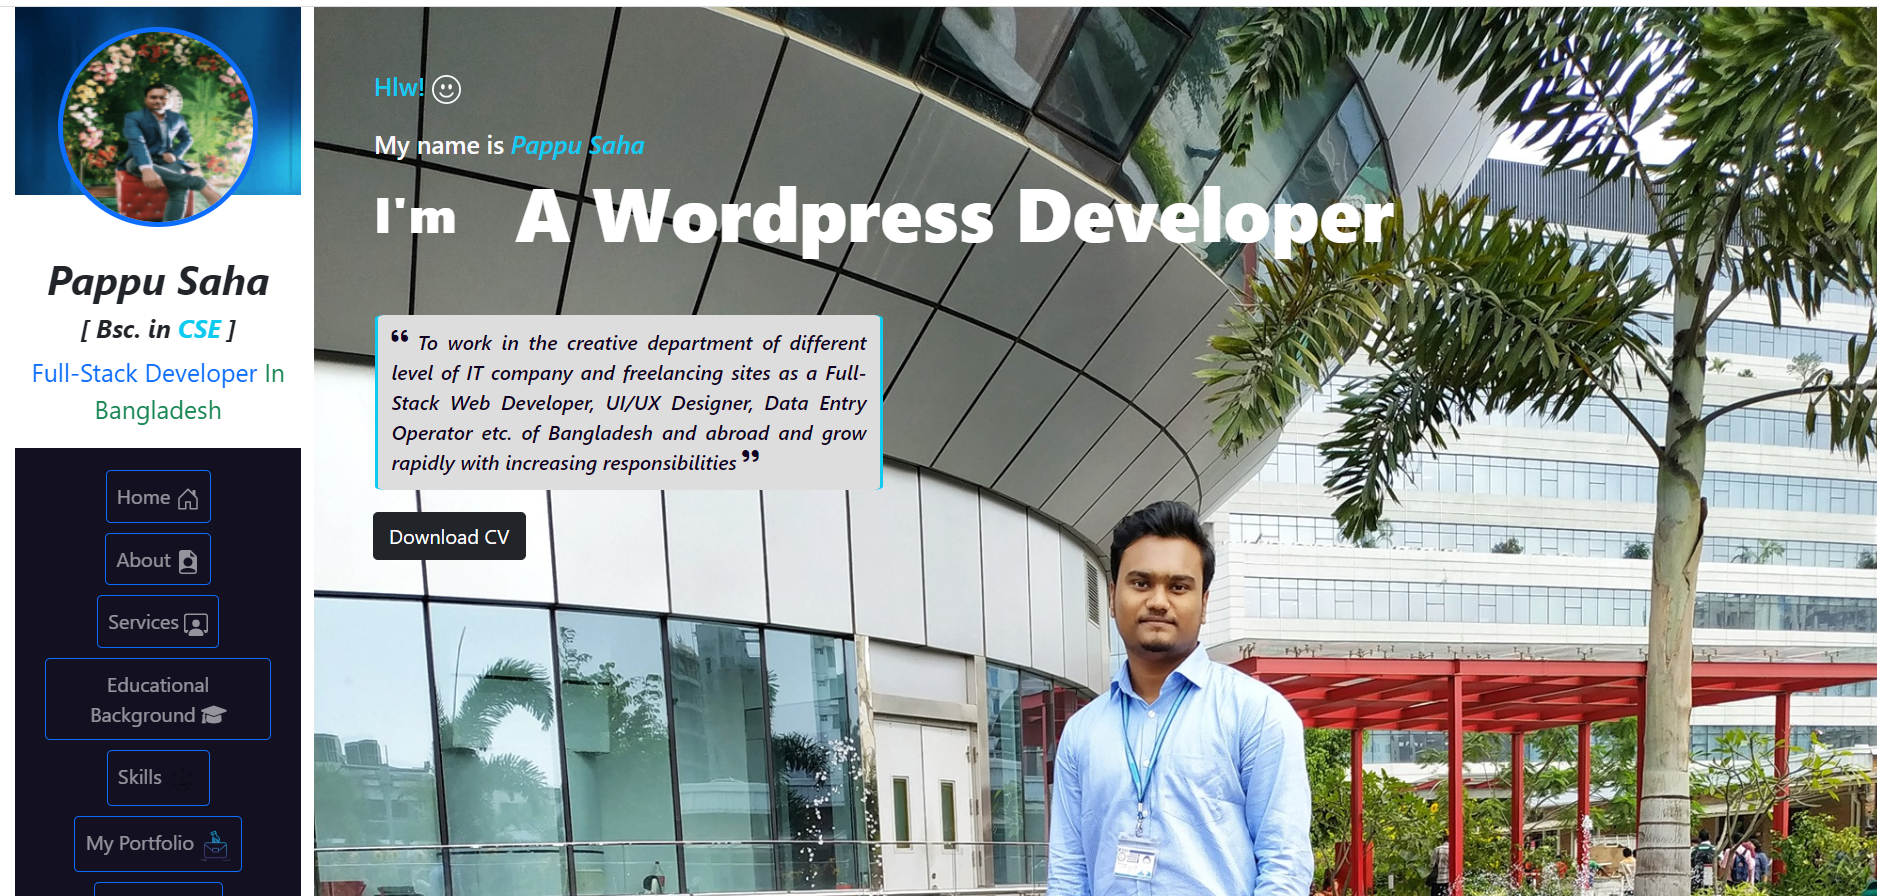 Pappu Saha
[ Bsc. in CSE ]
Full-Stack Developer In
Bangladesh
Home
About
Services
Educational
Background
Skills
My Portfolio
Hlw!
My name is Pappu Saha
I'm A Wordpress Developer
“ To work in the creative department of different
level of IT company and freelancing sites as a Full-
Stack Web Developer, UI/UX Designer, Data Entry
Operator etc. of Bangladesh and abroad and grow
rapidly with increasing responsibilities ”
Download CV